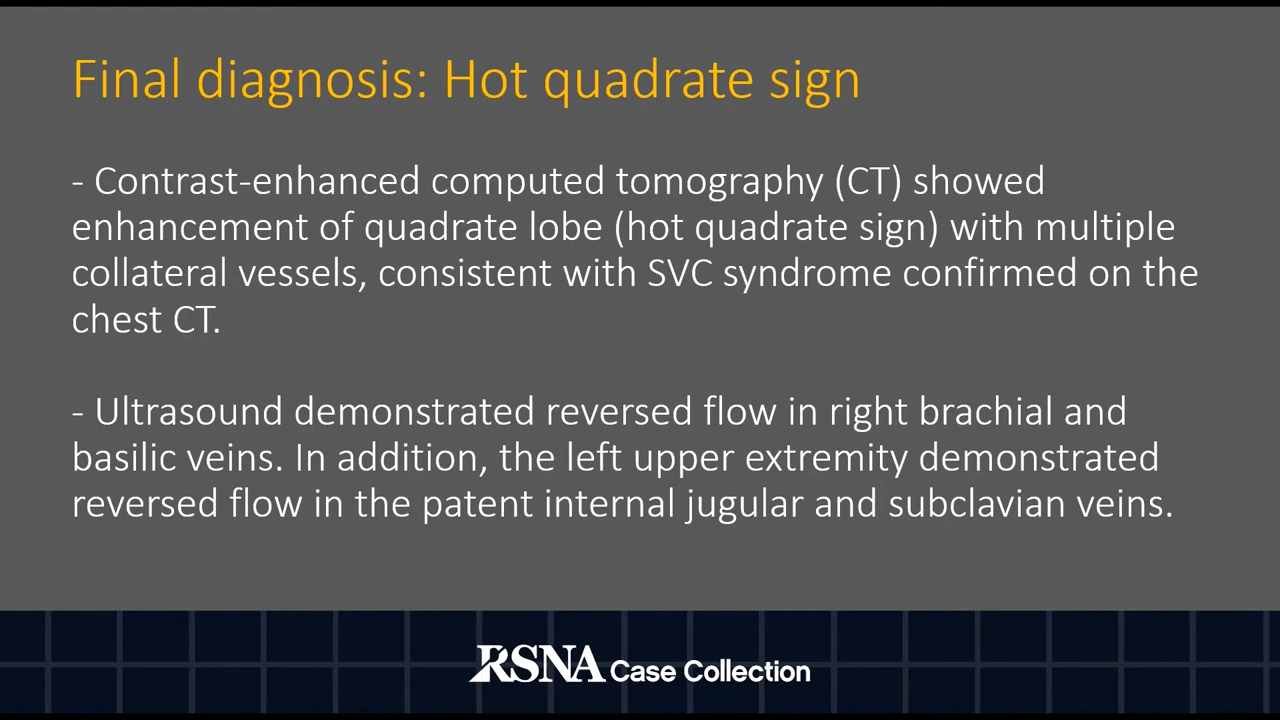 Final diagnosis: Hot quadrate sign
- Contrast-enhanced computed tomography (CT) showed
enhancement of quadrate lobe (hot quadrate sign) with multiple
collateral vessels, consistent with SVC syndrome confirmed on the
chest CT.
- Ultrasound demonstrated reversed flow in right brachial and
basilic veins. In addition, the left upper extremity demonstrated
reversed flow in the patent internal jugular and subclavian veins.
RSNA Case Collection